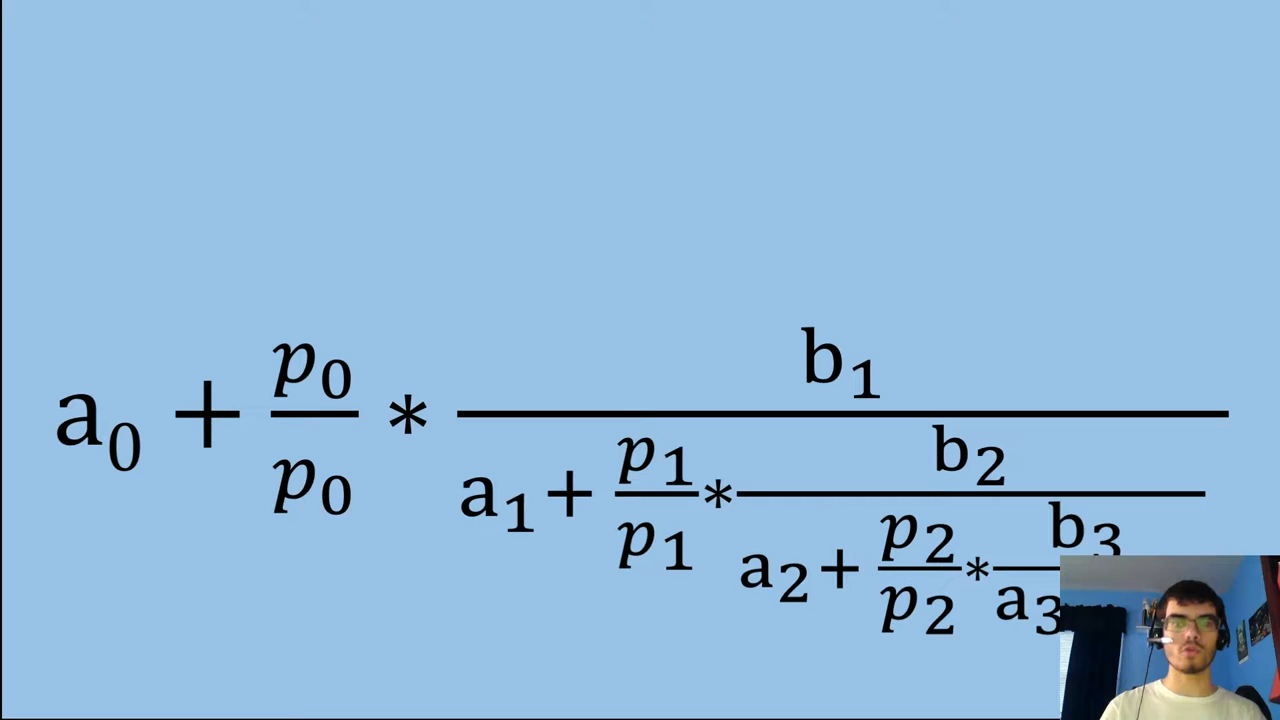 a₀ + p₀/p₀ * b₁
a₁ + p₁/p₁ * b₂
a₂ + p₂/p₂ * b₃
a₃